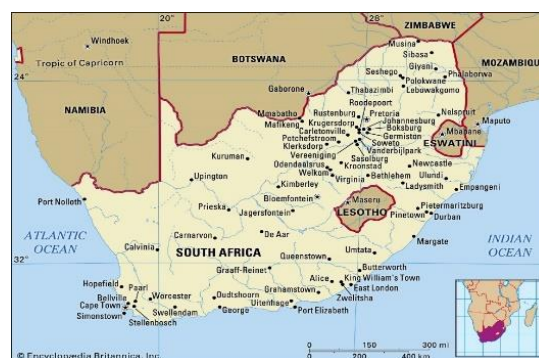 20°
28
ZIMBABWE
Windhoek
Tropic of Capricorn
24
BOTSWANA
Musina
Sibasa
Giyani
MOZAMBIQUE
Seshego
Polokwane
Phalaborwa
Lebowakgomo
Gaborone
Thabazimbi
NAMIBIA
Roodepoort
Rustenburg
Pretoria
Nelspruit
Mmabatho
Krugersdorp
Johannesburg
Mafikeng
Carletonville
Boksburg
Mbabane
Maputo
Potchefstroom
Germiston
Klerksdorp
Soweto
ESWATINI
Vereeniging
Vanderbijlpark
Kuruman
Sasolburg
Odendaalsrus
Kroonstad
Newcastle
Upington
Welkom
Virginia
Bethlehem
Ulundi
Kimberley
Ladysmith
Empangeni
Port Nolloth
Bloemfontein
Maseru
Prieska
Jagersfontein
LESOTHO
Pietermaritzburg
Pinetown
Durban
ATLANTIC
OCEAN
De Aar
Carnarvon
Margate
INDIAN
OCEAN
Calvinia
SOUTH AFRICA
Queenstown
Umtata
32
Graaff-Reinet
Butterworth
Hopefield
Alice
King William's Town
Paarl
Bellville
Worcester
Oudtshoorn
Grahamstown
East London
Cape Town
Uitenhage
Zwelitsha
Simonstown
Swellendam
George
Port Elizabeth
Stellenbosch
0 150 300 mi
0 200 400 km
© Encyclopædia Britannica, Inc.